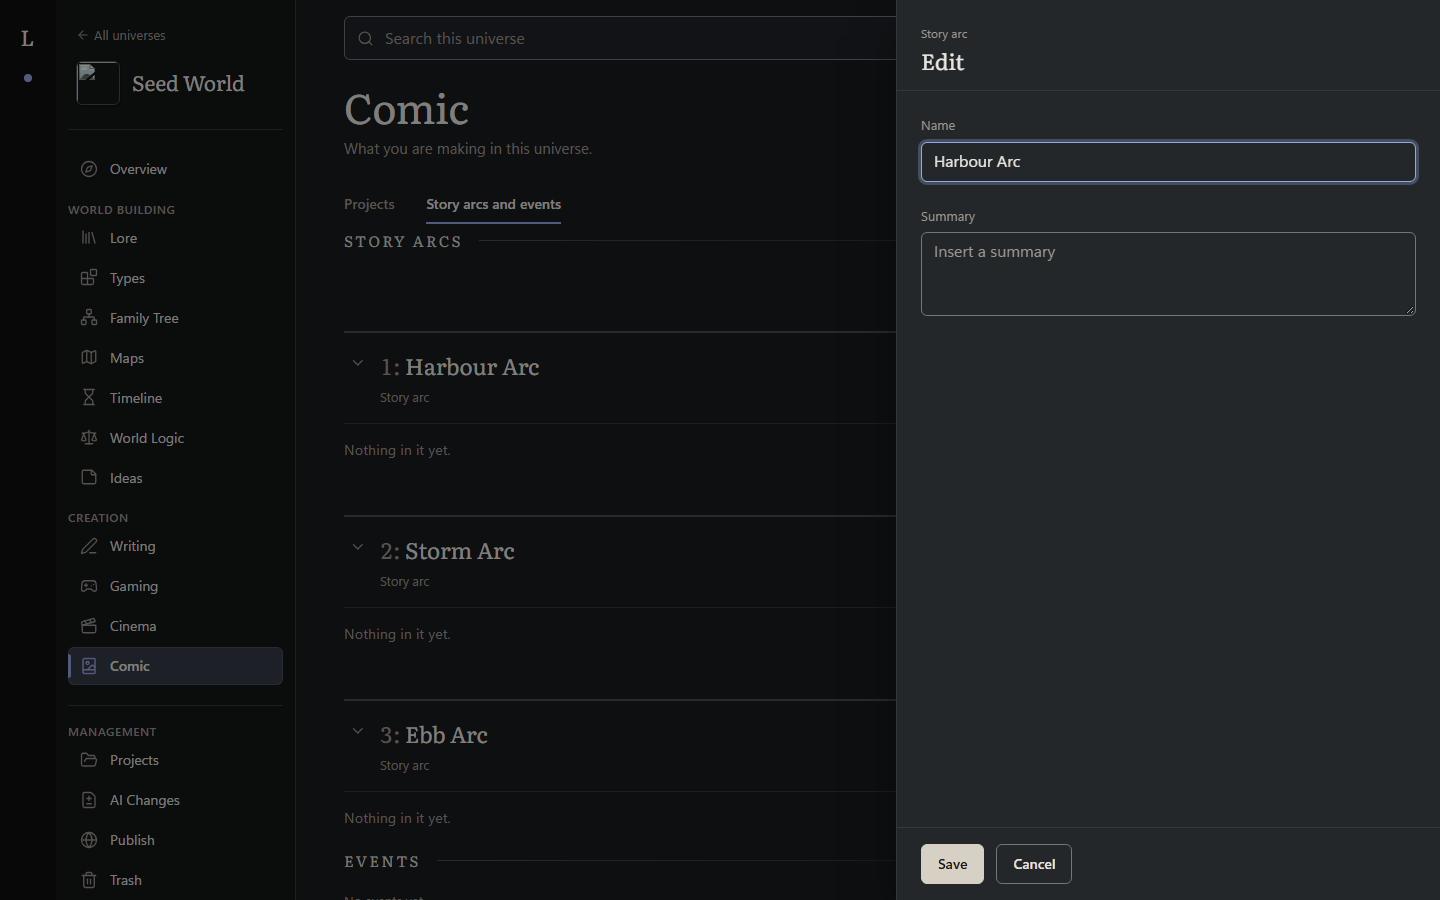 L
All universes
Seed World
Overview
WORLD BUILDING
Lore
Types
Family Tree
Maps
Timeline
World Logic
Ideas
CREATION
Writing
Gaming
Cinema
Comic
MANAGEMENT
Projects
AI Changes
Publish
Trash
Search this universe
Comic
What you are making in this universe.
Projects
Story arcs and events
STORY ARCS
1: Harbour Arc
Story arc
Nothing in it yet.
2: Storm Arc
Story arc
Nothing in it yet.
3: Ebb Arc
Story arc
Nothing in it yet.
EVENTS
Story arc
Edit
Name
Harbour Arc
Summary
Insert a summary
Save
Cancel